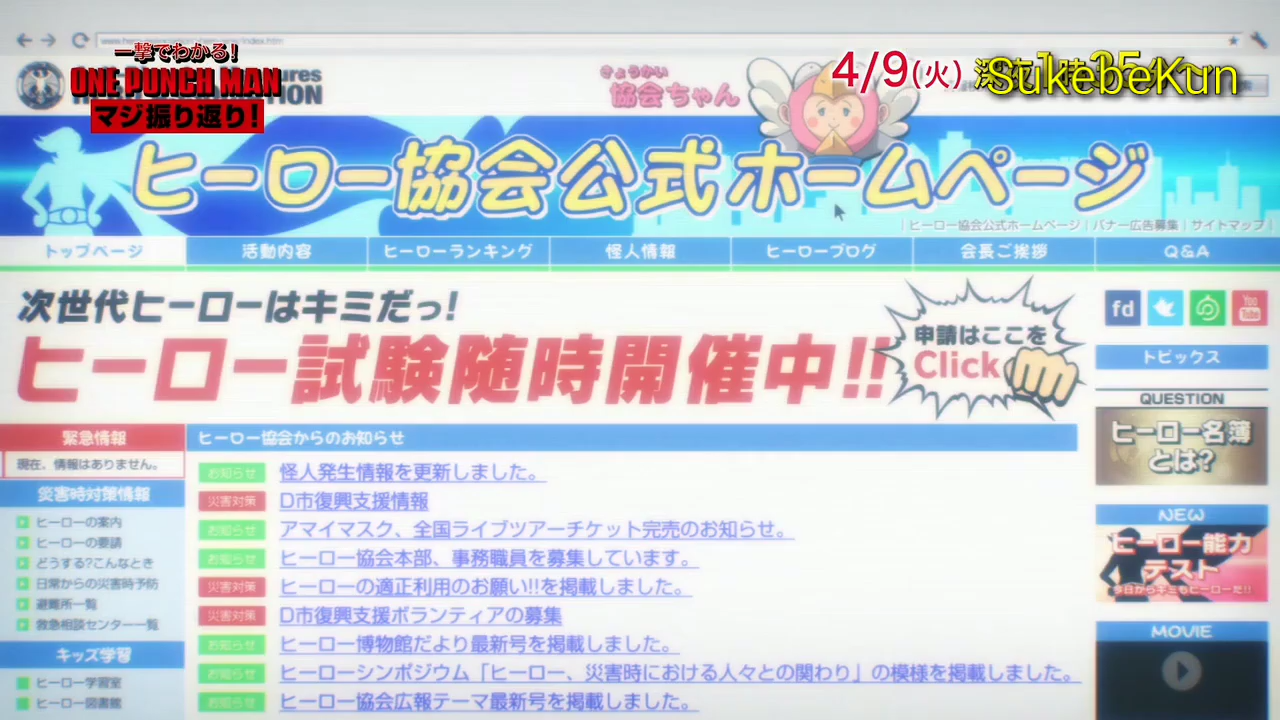 一撃でわかる!
ONE PUNCH MAN
マジ振り返り!
4/9(火)
SukebeKun
きょうかい
協会ちゃん
ヒーロー協会公式ホームページ
|ヒーロー協会公式ホームページ|バナー広告募集|サイトマップ|
トップページ 活動内容 ヒーローランキング 怪人情報 ヒーローブログ 会長ご挨拶 Q&A
次世代ヒーローはキミだっ!
ヒーロー試験随時開催中!!
申請はここを
Click
fd
You Tube
トピックス
QUESTION
ヒーロー名簿
とは?
NEW
ヒーロー能力
テスト
今日からキミもヒーローだ!!
MOVIE
緊急情報
現在、情報はありません。
災害時対策情報
ヒーローの案内
ヒーローの要請
どうする?こんなとき
日常からの災害時予防
避難所一覧
救急相談センター一覧
キッズ学習
ヒーロー学習室
ヒーロー図書館
ヒーロー協会からのお知らせ
お知らせ 怪人発生情報を更新しました。
災害対策 D市復興支援情報
お知らせ アマイマスク、全国ライブツアーチケット完売のお知らせ。
お知らせ ヒーロー協会本部、事務職員を募集しています。
災害対策 ヒーローの適正利用のお願い!!を掲載しました。
災害対策 D市復興支援ボランティアの募集
お知らせ ヒーロー博物館だより最新号を掲載しました。
お知らせ ヒーローシンポジウム「ヒーロー、災害時における人々との関わり」の模様を掲載しました。
お知らせ ヒーロー協会広報テーマ最新号を掲載しました。